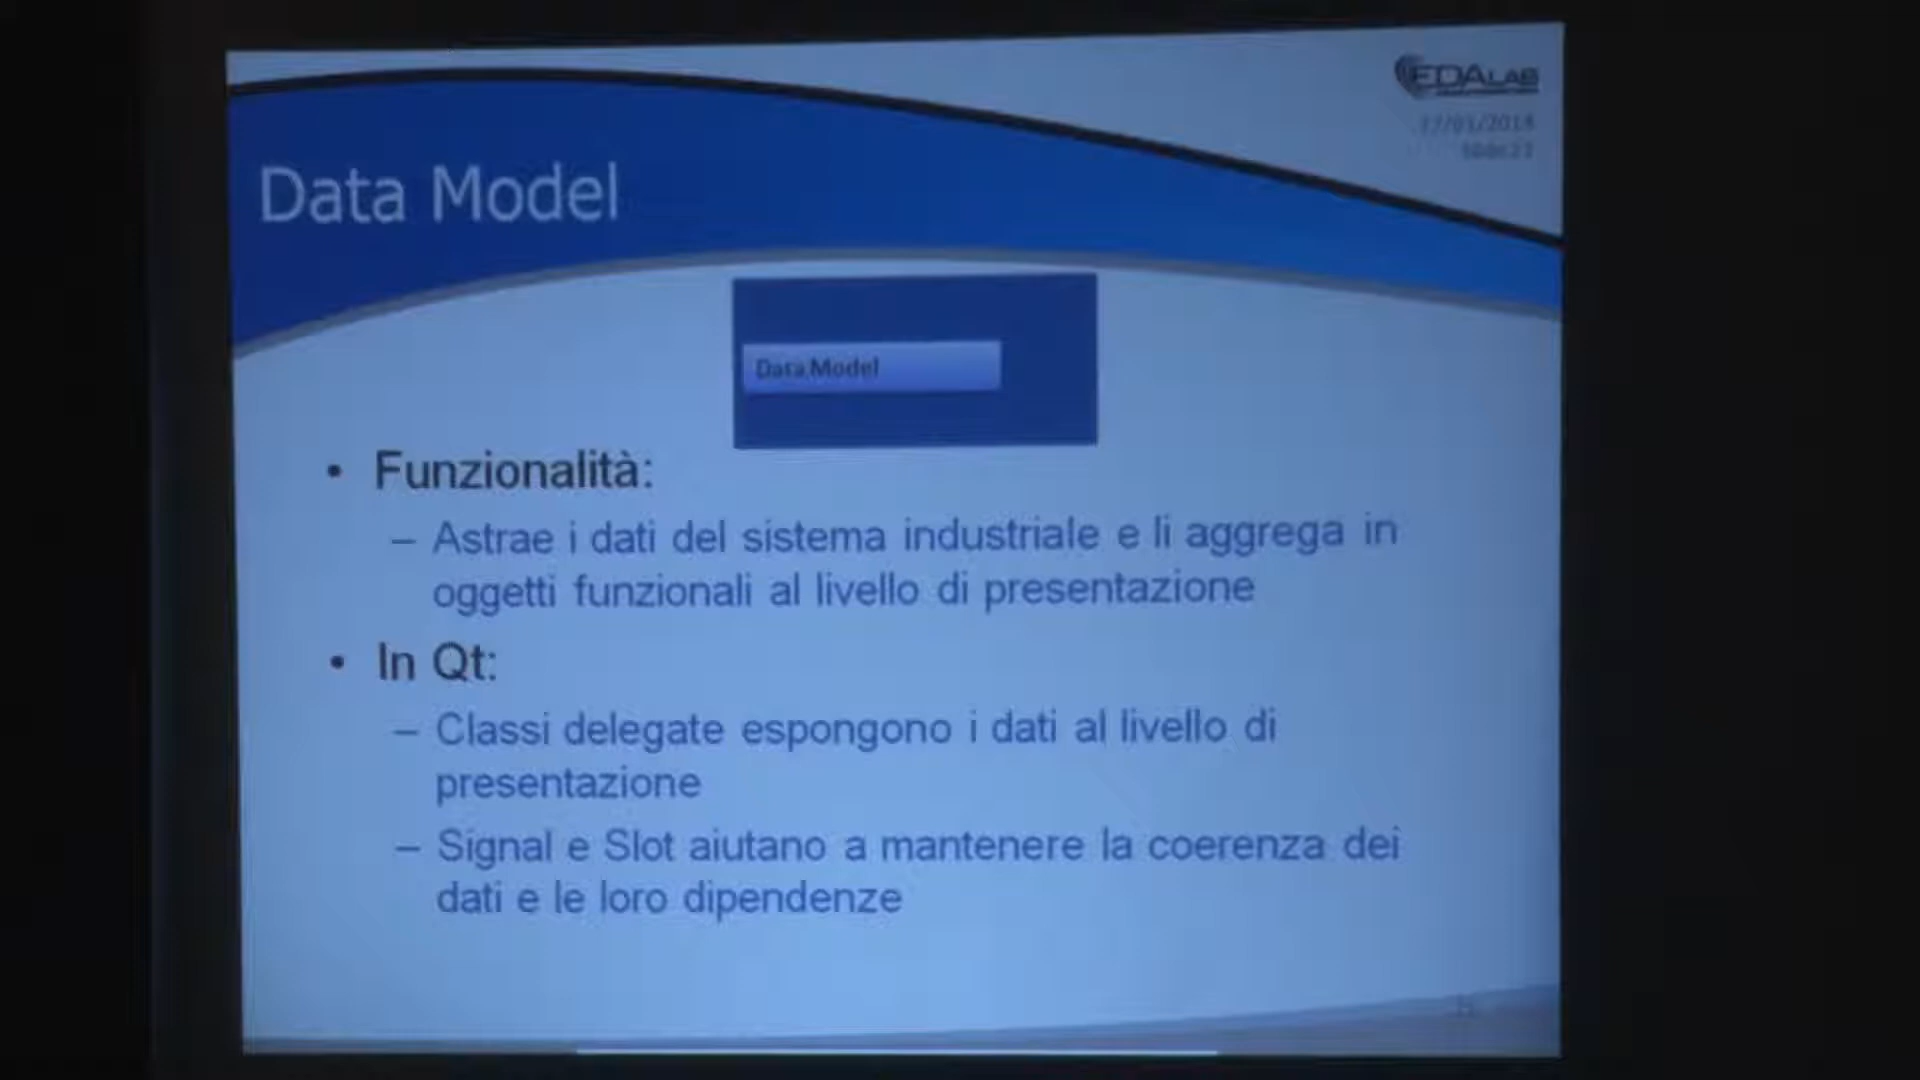 EDALAB
Data Model
Data Model
• Funzionalità:
– Astrae i dati del sistema industriale e li aggrega in
oggetti funzionali al livello di presentazione
• In Qt:
– Classi delegate espongono i dati al livello di
presentazione
– Signal e Slot aiutano a mantenere la coerenza dei
dati e le loro dipendenze